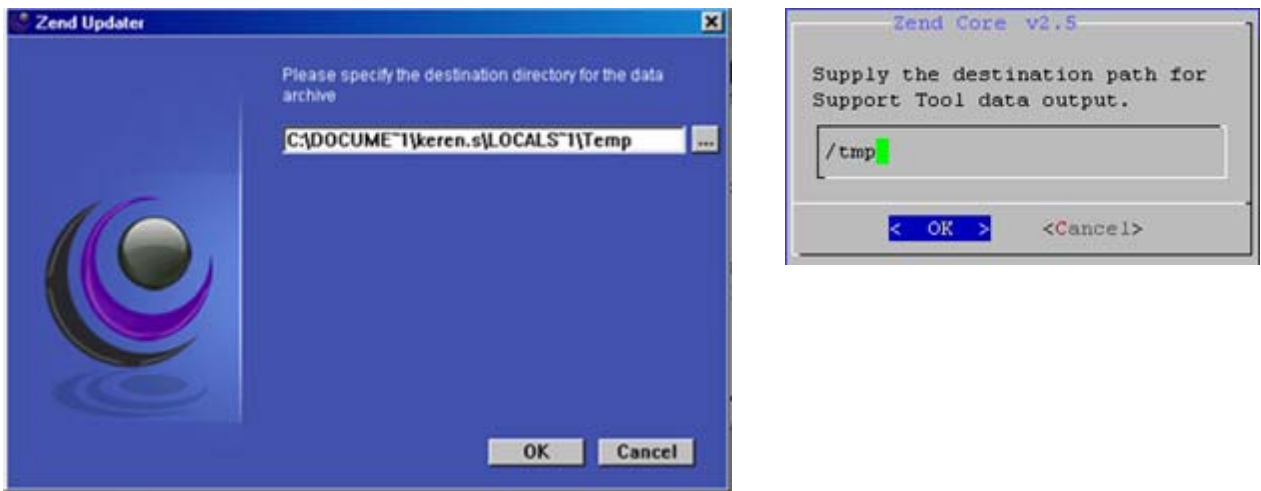 Zend Updater
Please specify the destination directory for the data
archive
C:\DOCUME~1\keren.s\LOCALS~1\Temp
...
OK Cancel
Zend Core v2.5
Supply the destination path for
Support Tool data output.
/tmp
< OK > <Cancel>